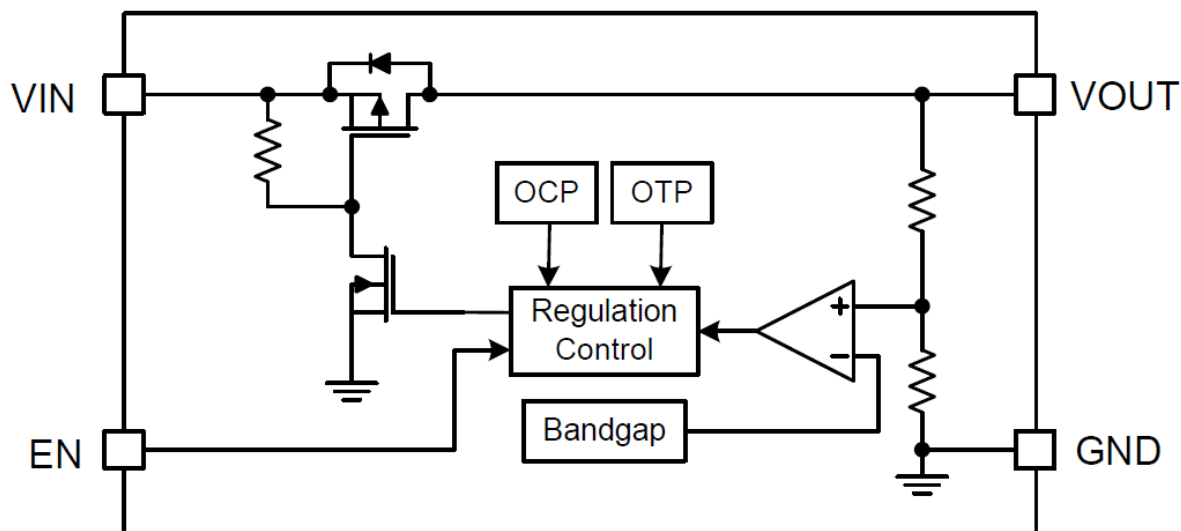 VIN
VOUT
OCP
OTP
Regulation
Control
+
−
Bandgap
EN
GND